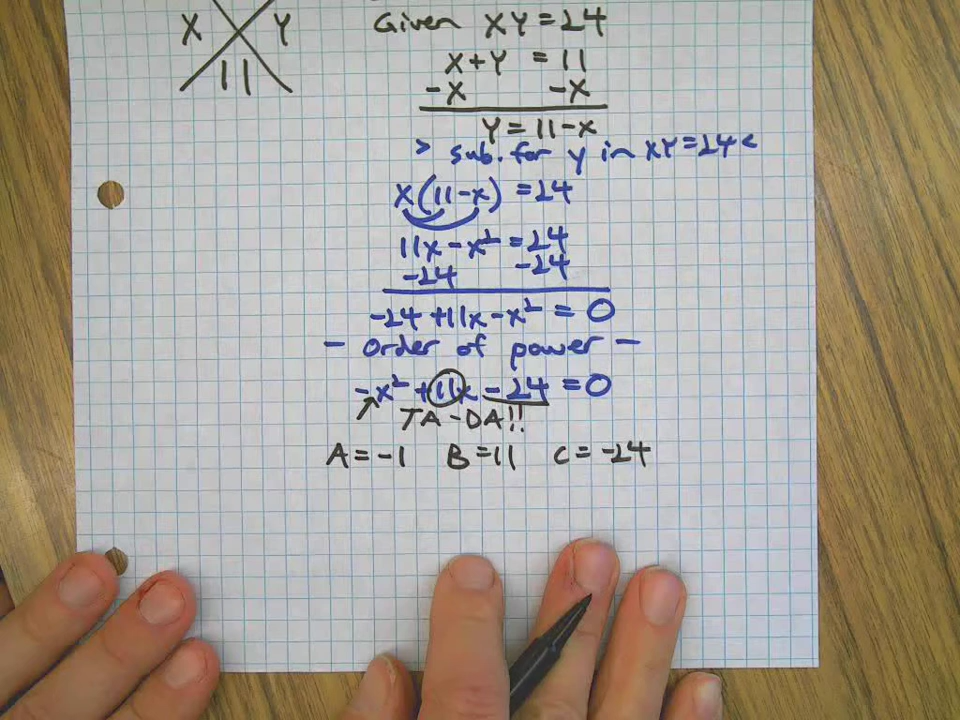 X Y
11
Given XY = 24
X+Y = 11
-X -X
Y = 11-x
> sub. for y in XY=24 <
X(11-x) = 24
11x - x² = 24
-24 -24
-24 + 11x - x² = 0
- Order of power -
-x² + 11x - 24 = 0
TA-DA!!
A = -1 B = 11 C = -24